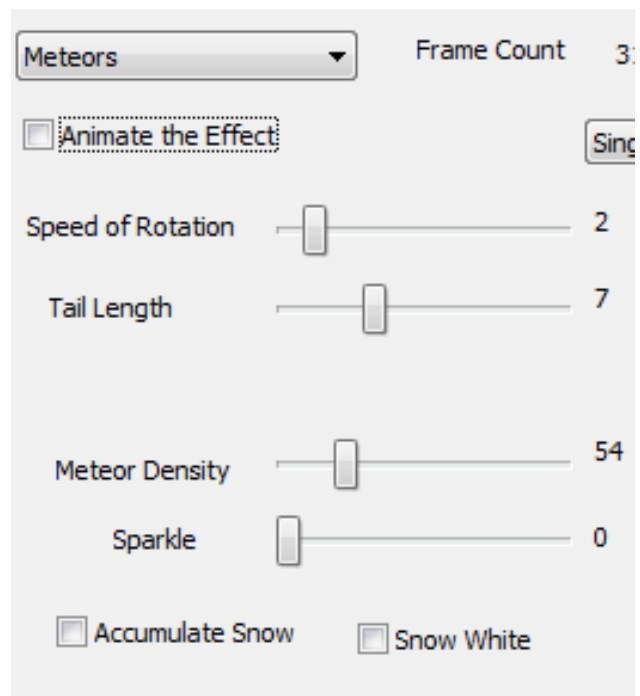 Meteors
Frame Count
Animate the Effect
Speed of Rotation 2
Tail Length 7
Meteor Density 54
Sparkle 0
Accumulate Snow
Snow White